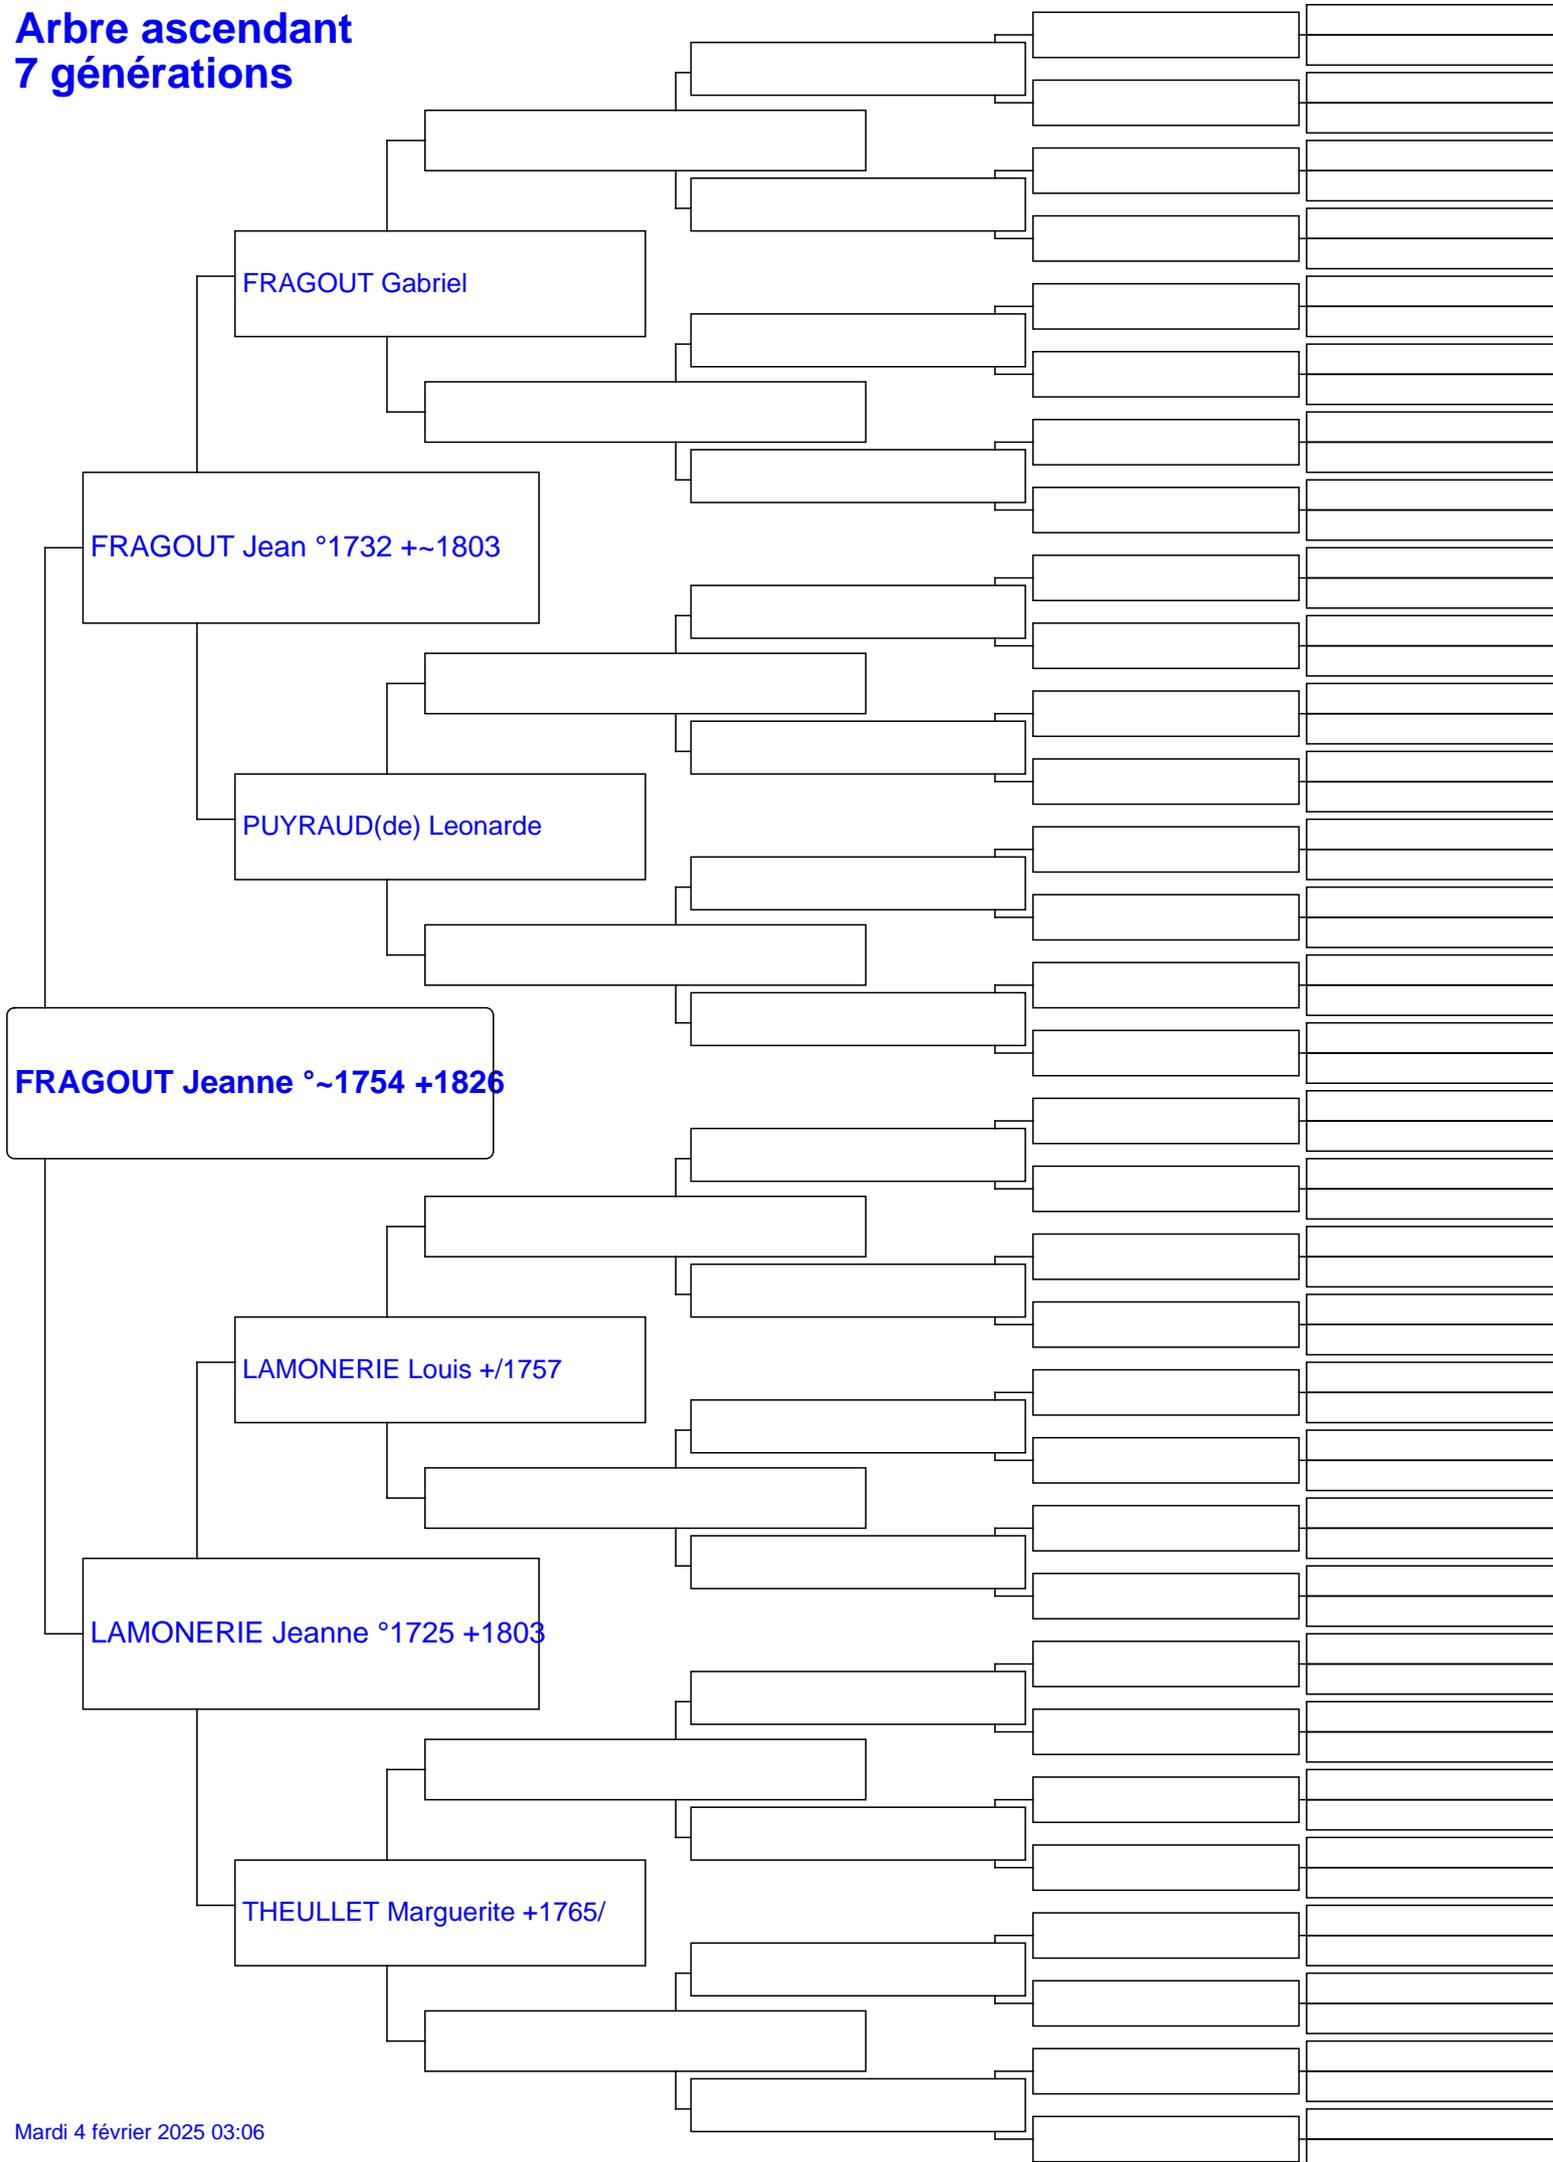 Arbre ascendant
7 générations
FRAGOUT Gabriel
FRAGOUT Jean °1732 +~1803
PUYRAUD(de) Leonarde
FRAGOUT Jeanne °~1754 +1826
LAMONERIE Louis +/1757
LAMONERIE Jeanne °1725 +1803
THEULLET Marguerite +1765/
Mardi 4 février 2025 03:06